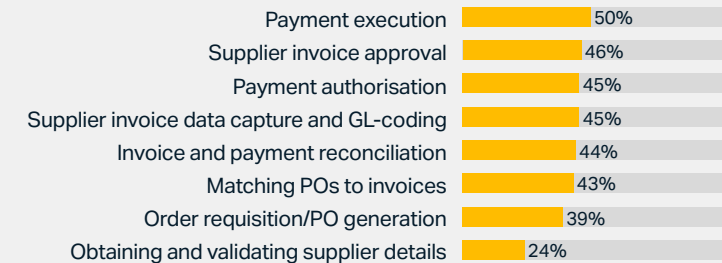 Payment execution 50%
Supplier invoice approval 46%
Payment authorisation 45%
Supplier invoice data capture and GL-coding 45%
Invoice and payment reconciliation 44%
Matching POs to invoices 43%
Order requisition/PO generation 39%
Obtaining and validating supplier details 24%